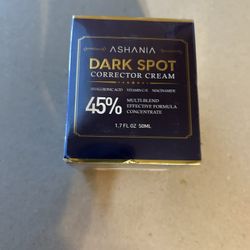 ASHANIA
DARK SPOT
CORRECTOR CREAM
HYALURONIC ACID VITAMIN C/E NIACINAMIDE
45%
MULTI-BLEND
EFFECTIVE FORMULA
CONCENTRATE
1.7 FL OZ 50ML